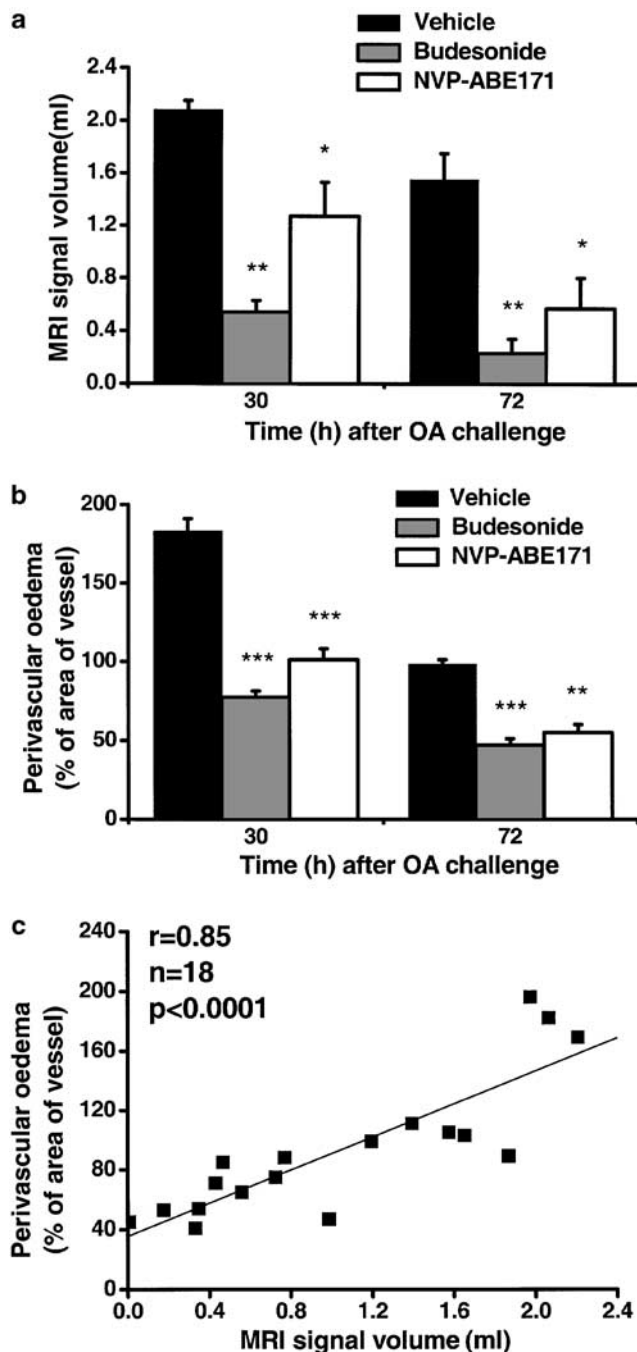 a
Vehicle
Budesonide
NVP-ABE171
MRI signal volume(ml)
2.4
2.0
1.6
1.2
0.8
0.4
0.0
**
*
**
*
30
72
Time (h) after OA challenge
b
Vehicle
Budesonide
NVP-ABE171
Perivascular oedema
(% of area of vessel)
200
150
100
50
0
***
***
***
**
30
72
Time (h) after OA challenge
c
r=0.85
n=18
p<0.0001
Perivascular oedema
(% of area of vessel)
240
200
160
120
80
40
0
0.0
0.4
0.8
1.2
1.6
2.0
2.4
MRI signal volume (ml)